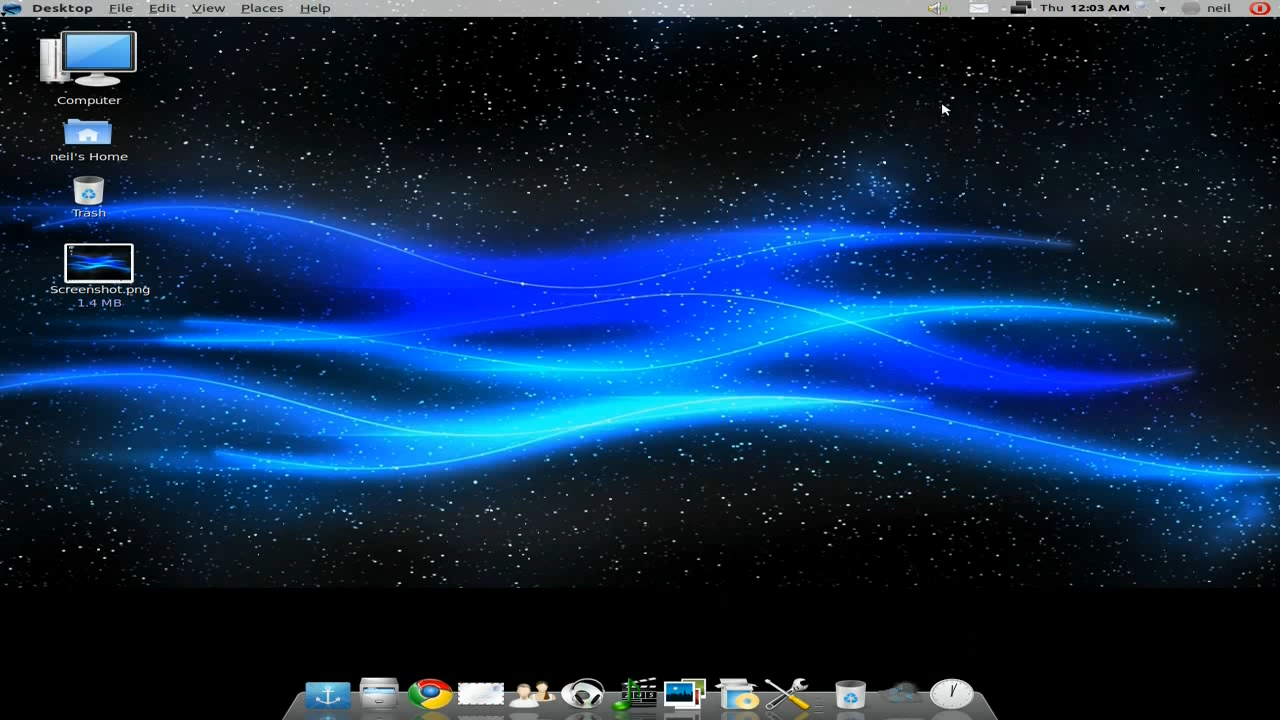 Desktop File Edit View Places Help Thu 12:03 AM neil
Computer
neil's Home
Trash
Screenshot.png
1.4 MB